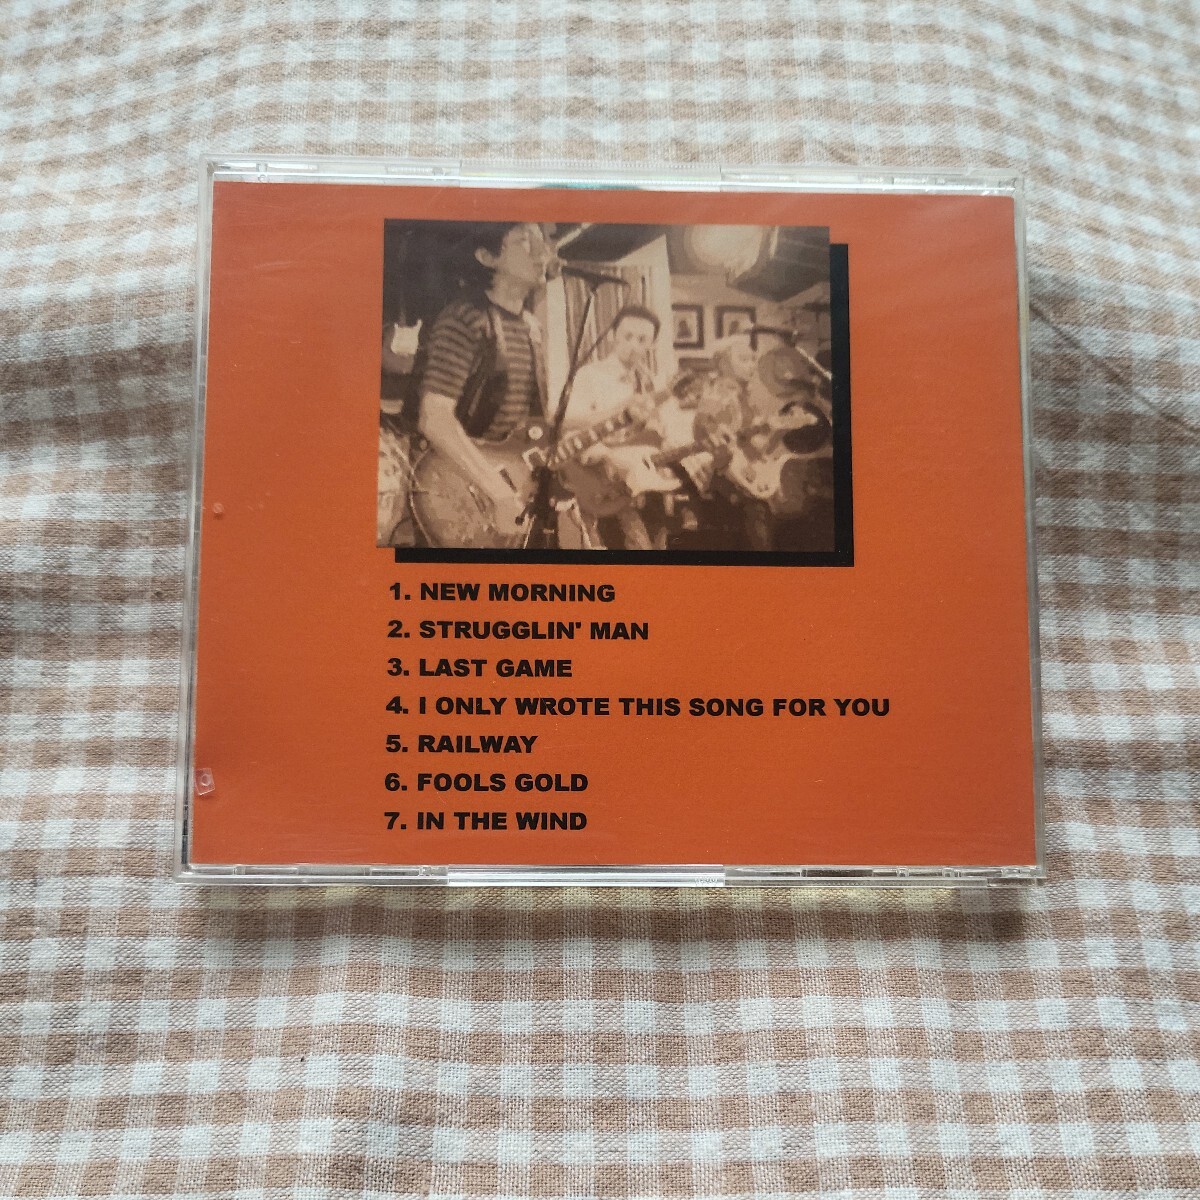 1. NEW MORNING
2. STRUGGLIN' MAN
3. LAST GAME
4. I ONLY WROTE THIS SONG FOR YOU
5. RAILWAY
6. FOOLS GOLD
7. IN THE WIND